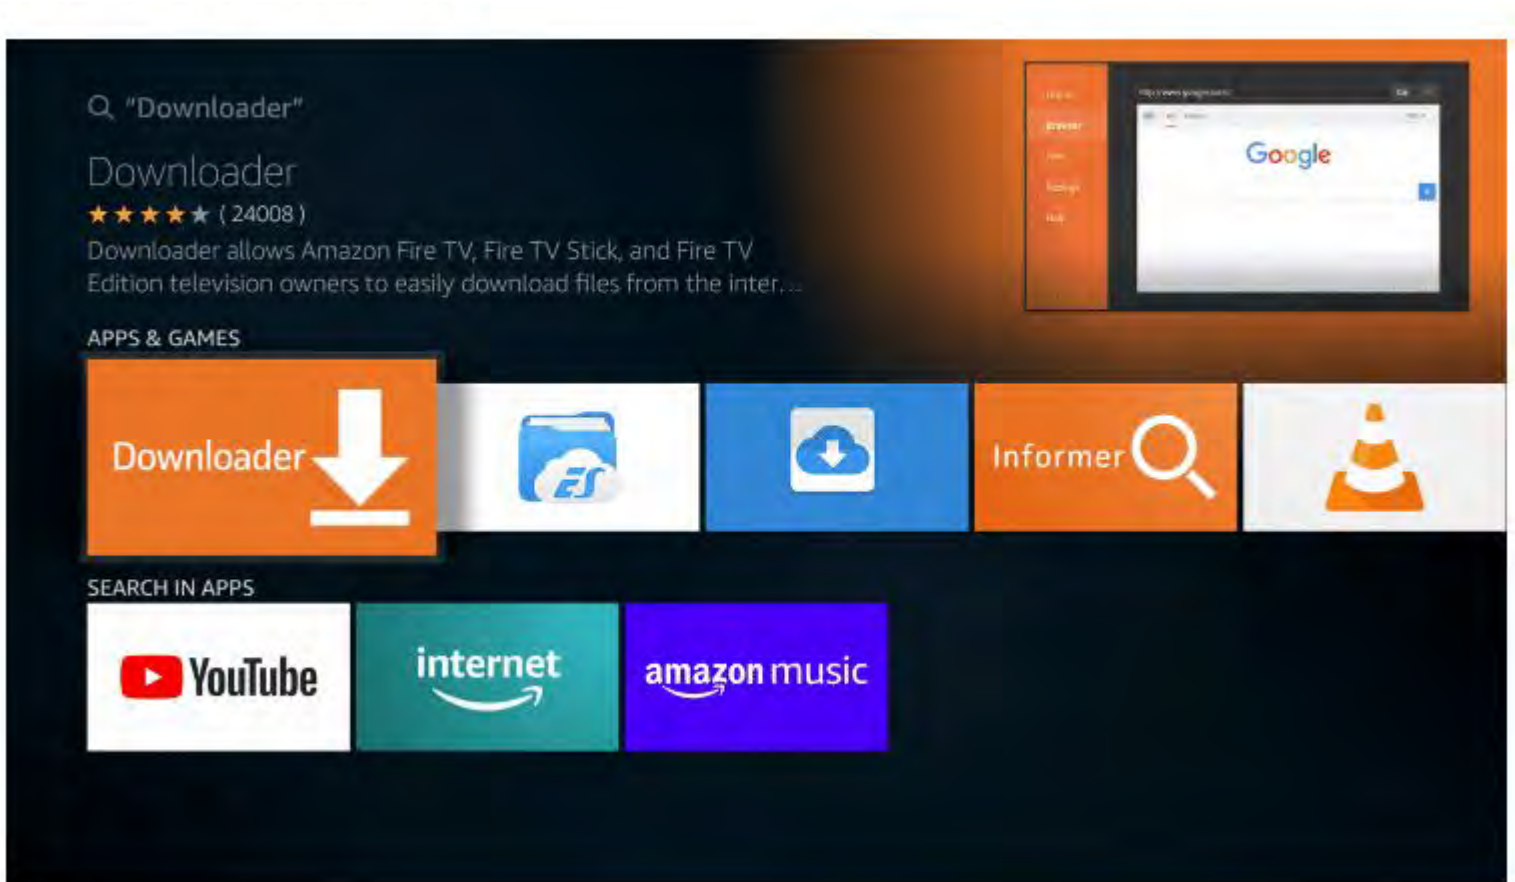 "Downloader"
Downloader
( 24008 )
Downloader allows Amazon Fire TV, Fire TV Stick, and Fire TV
Edition television owners to easily download files from the inter...
Browser
Google
APPS & GAMES
Downloader
ES
Informer
SEARCH IN APPS
YouTube
internet
amazon music